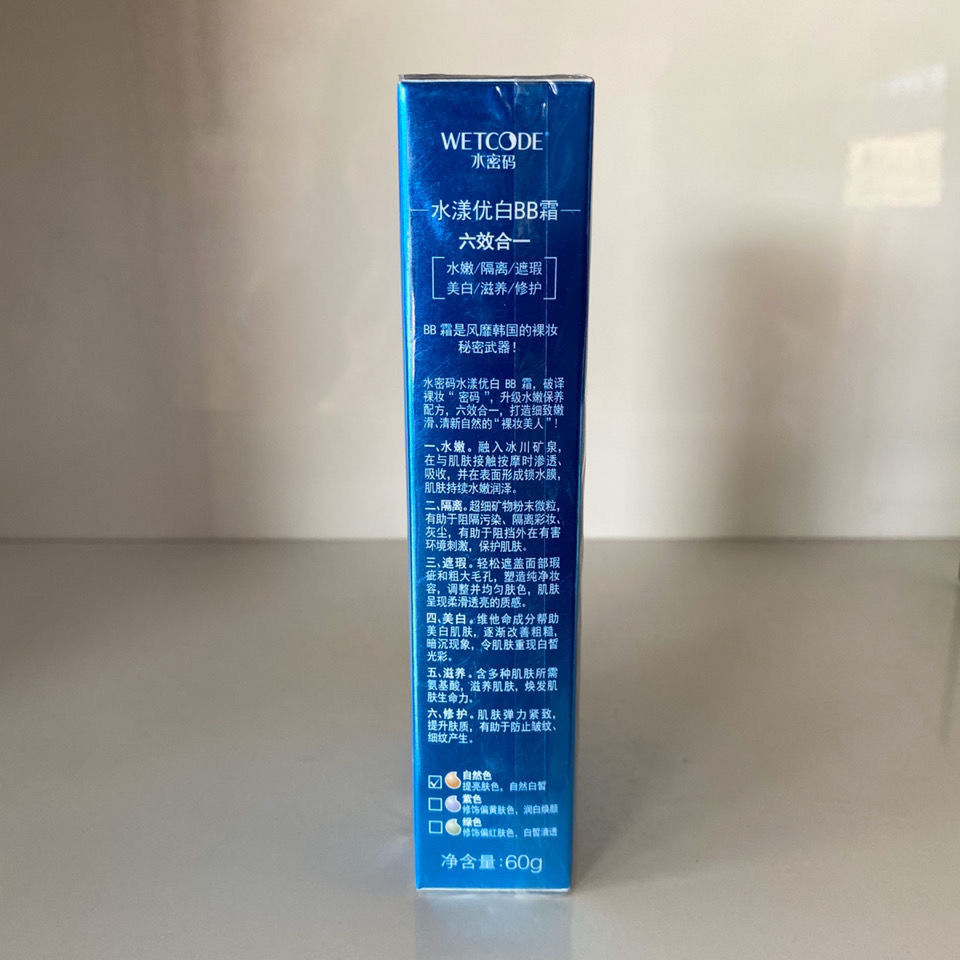 WETCODE
水密码
水漾优白BB霜
六效合一
水嫩/隔离/遮瑕
美白/滋养/修护
BB 霜是风靡韩国的裸妆
秘密武器！
水密码水漾优白 BB 霜，破译
裸妆“ 密码 ”，升级水嫩保养
配方，六效合一，打造细致嫩
滑、清新自然的“裸妆美人”！
一、水嫩。融入冰川矿泉，
在与肌肤接触按摩时渗透、
吸收，并在表面形成锁水膜，
肌肤持续水嫩润泽。
二、隔离。超细矿物粉末微粒，
有助于阻隔污染、隔离彩妆、
灰尘，有助于阻挡外在有害
环境刺激，保护肌肤。
三、遮瑕。轻松遮盖面部瑕
疵和粗大毛孔，塑造纯净妆
容，调整并均匀肤色，肌肤
呈现柔滑透亮的质感。
四、美白。维他命成分帮助
美白肌肤，逐渐改善粗糙，
暗沉现象，令肌肤重现白皙
光彩。
五、滋养。含多种肌肤所需
氨基酸，滋养肌肤，焕发肌
肤生命力。
六、修护。肌肤弹力紧致，
提升肤质，有助于防止皱纹、
细纹产生。
自然色
提亮肤色，自然白皙
紫色
修饰偏黄肤色，润白焕颜
绿色
修饰偏红肤色，白皙清透
净含量：60g